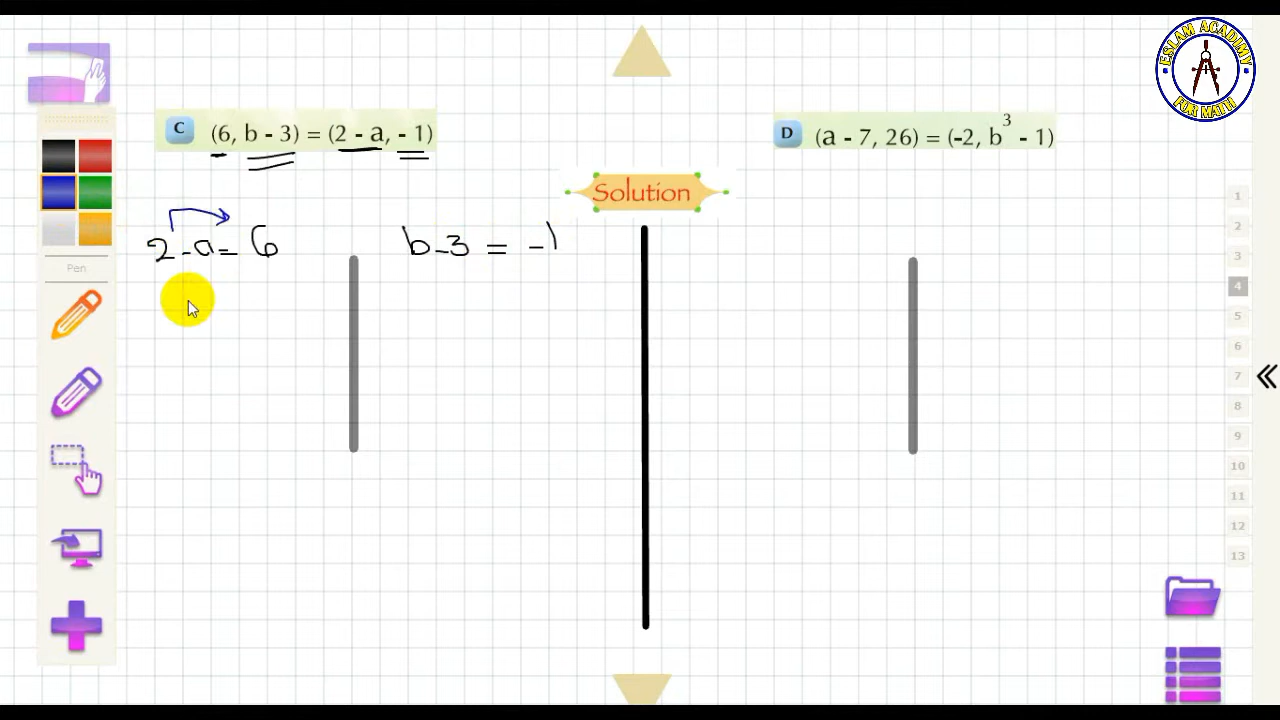 ESLAM ACADEMY
FOR MATH
C (6, b - 3) = (2 - a, - 1)
D (a - 7, 26) = (-2, b³ - 1)
Solution
2 - a = 6
b - 3 = -1
Pen
1
2
3
4
5
6
7
8
9
10
11
12
13